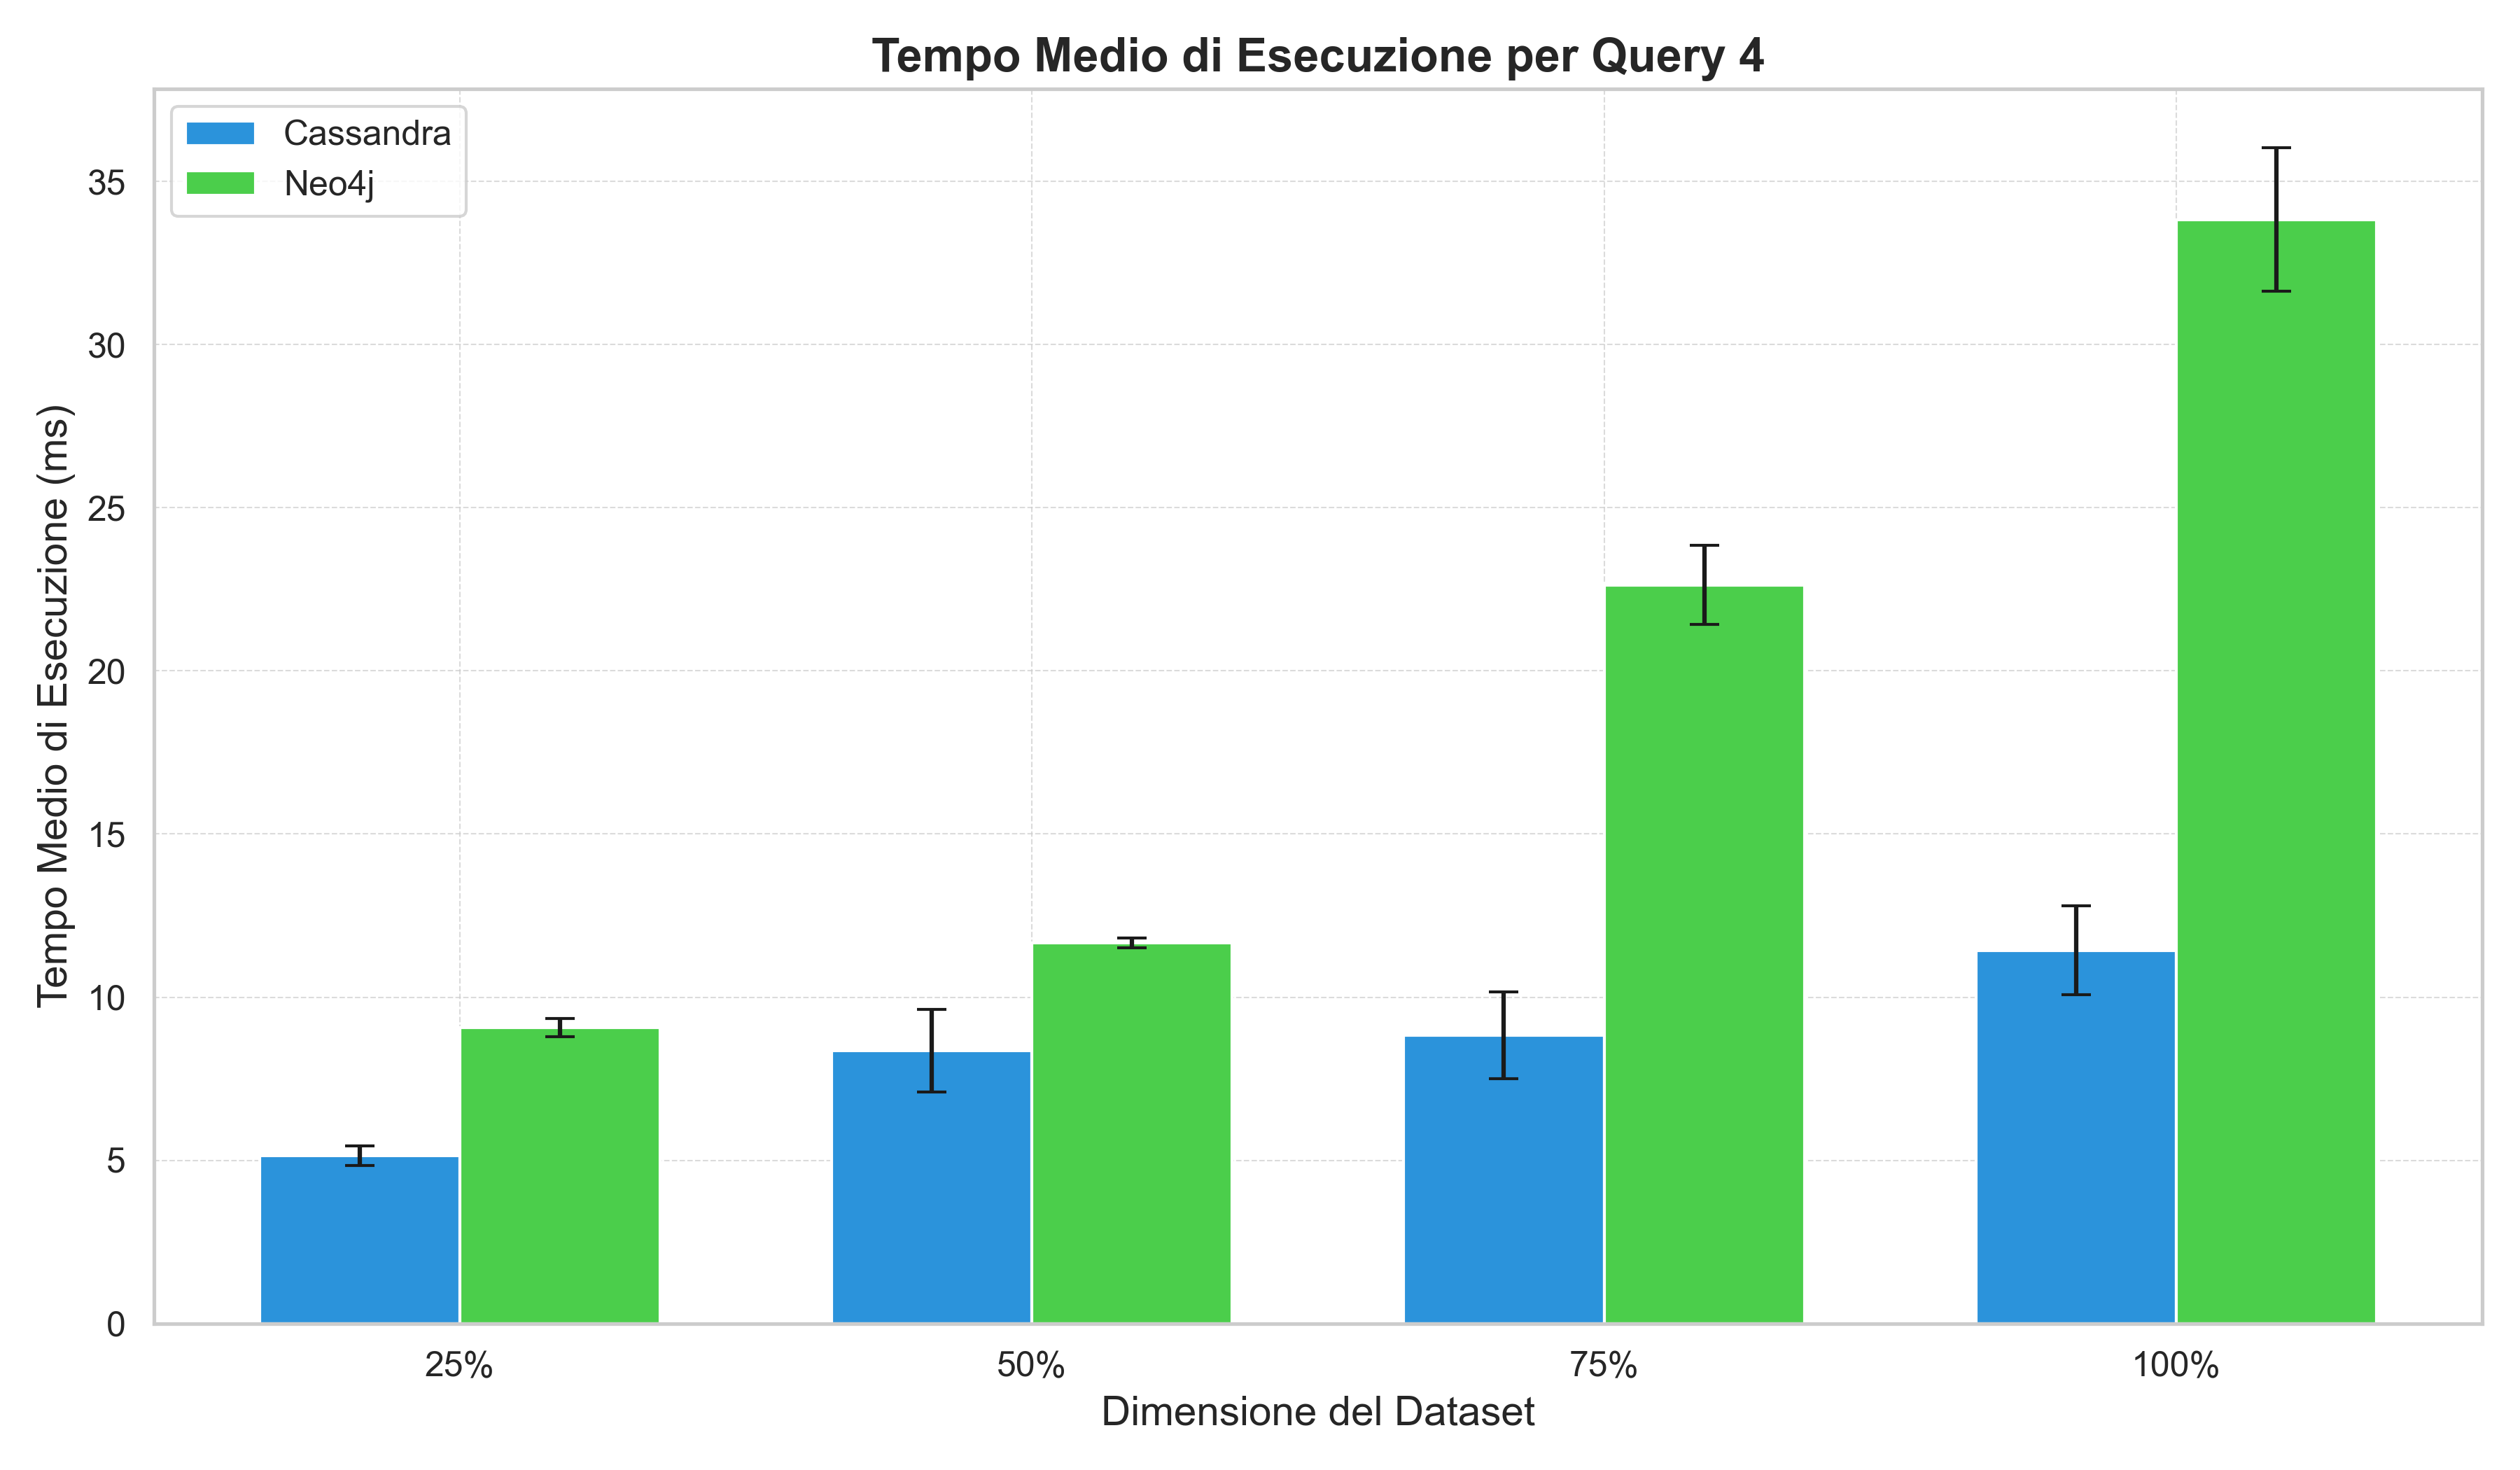 Tempo Medio di Esecuzione per Query 4
Cassandra
Neo4j
Tempo Medio di Esecuzione (ms)
35
30
25
20
15
10
5
0
25%
50%
75%
100%
Dimensione del Dataset